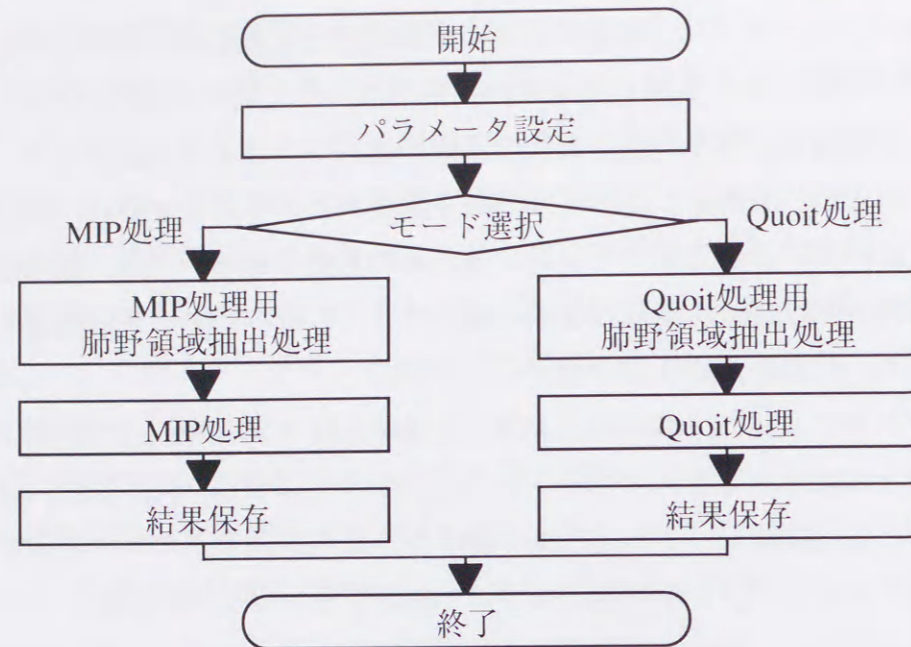 開始
パラメータ設定
モード選択
MIP処理
Quoit処理
MIP処理用
肺野領域抽出処理
Quoit処理用
肺野領域抽出処理
MIP処理
Quoit処理
結果保存
結果保存
終了